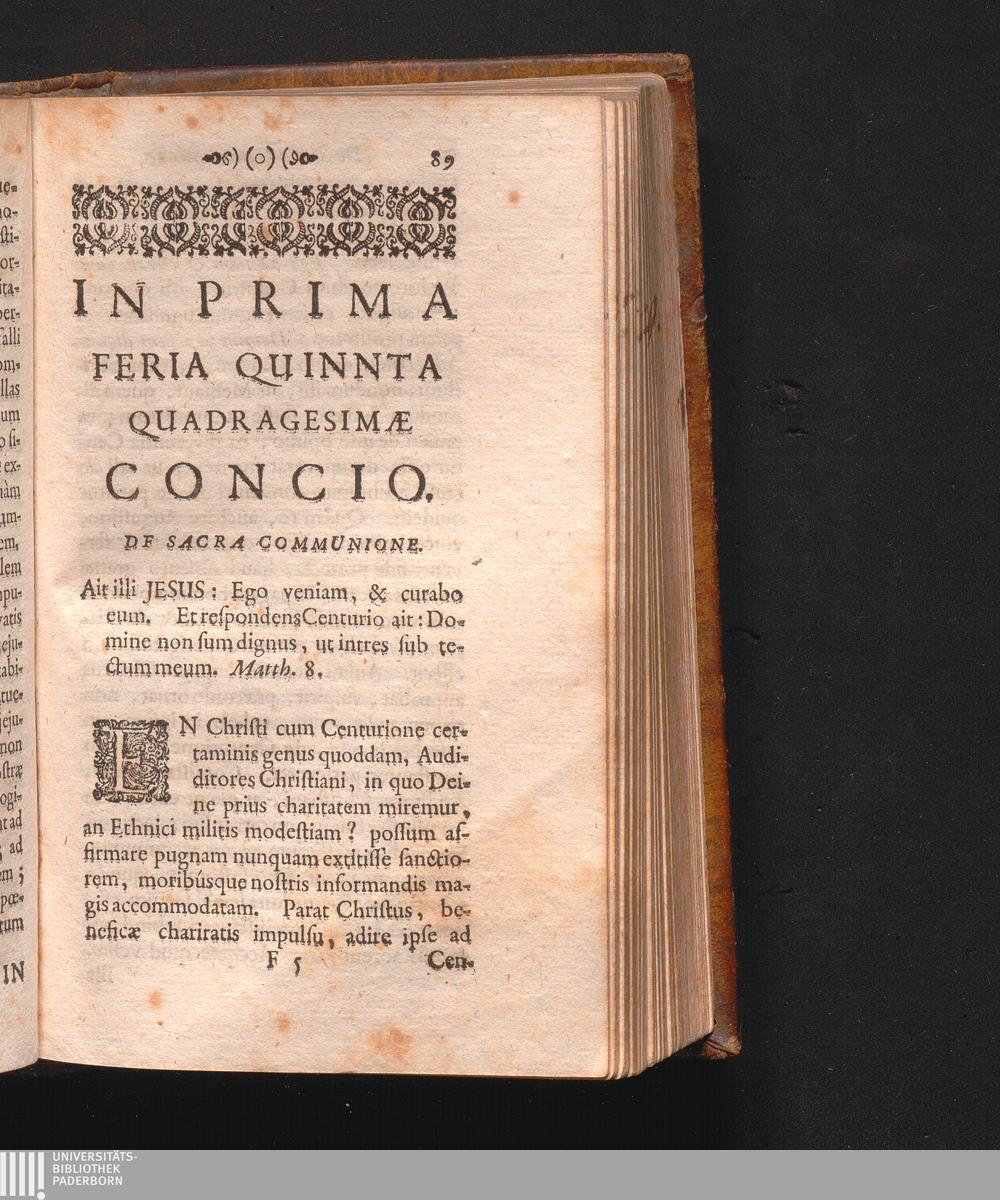 89
IN PRIMA
FERIA QUINNTA
QUADRAGESIMÆ
CONCIO.
DE SACRA COMMUNIONE.
Ait illi JESUS: Ego veniam, & curabo
eum. Et reſpondens Centurio ait: Do-
mine non ſum dignus, ut intres ſub te-
ctum meum. Matth. 8.
EN Chriſti cum Centurione cer-
taminis genus quoddam, Audi-
ditores Chriſtiani, in quo Dei-
ne prius charitatem miremur,
an Ethnici militis modeſtiam? poſſum aſ-
firmare pugnam nunquam extitiſſe ſanctio-
rem, moribúsque noſtris informandis ma-
gis accommodatam. Parat Chriſtus, be-
neficæ charitatis impulſu, adire ipſe ad
F 5 Cen-
IN
UNIVERSITÄTS-
BIBLIOTHEK
PADERBORN